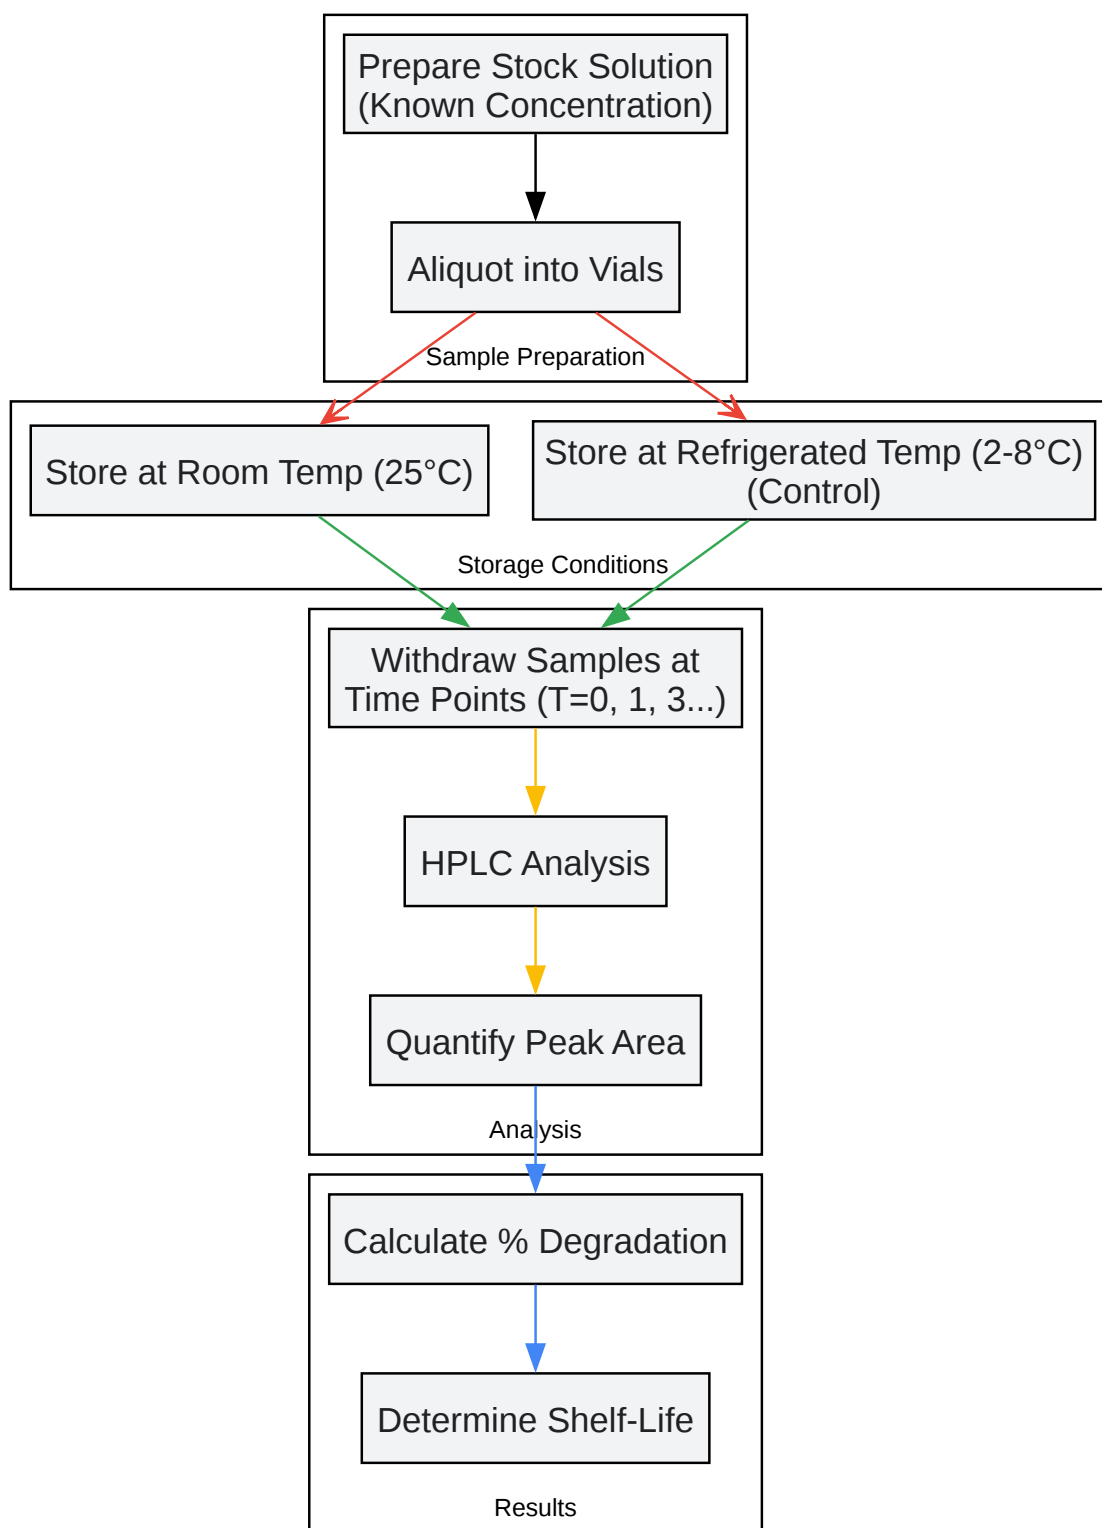 Prepare Stock Solution
(Known Concentration)
Aliquot into Vials
Sample Preparation
Store at Room Temp (25°C)
Store at Refrigerated Temp (2-8°C)
(Control)
Storage Conditions
Withdraw Samples at
Time Points (T=0, 1, 3...)
HPLC Analysis
Quantify Peak Area
Analysis
Calculate % Degradation
Determine Shelf-Life
Results